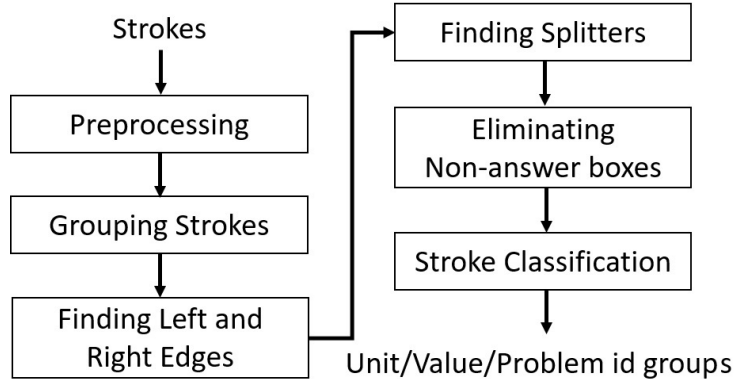 Strokes
Preprocessing
Grouping Strokes
Finding Left and
Right Edges
Finding Splitters
Eliminating
Non-answer boxes
Stroke Classification
Unit/Value/Problem id groups